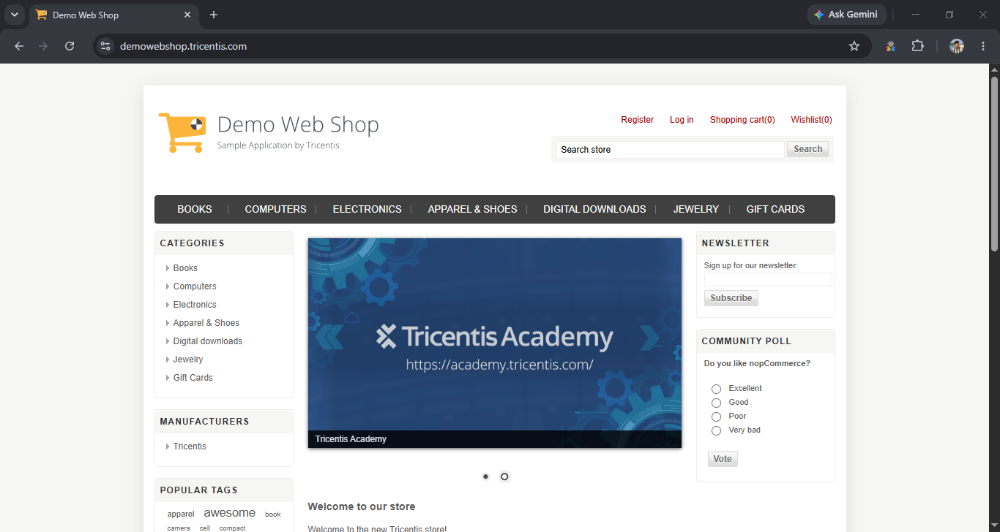 Demo Web Shop
Ask Gemini
demowebshop.tricentis.com
Demo Web Shop
Sample Application by Tricentis
Register Log in Shopping cart(0) Wishlist(0)
Search store Search
BOOKS COMPUTERS ELECTRONICS APPAREL & SHOES DIGITAL DOWNLOADS JEWELRY GIFT CARDS
CATEGORIES
Books
Computers
Electronics
Apparel & Shoes
Digital downloads
Jewelry
Gift Cards
MANUFACTURERS
Tricentis
POPULAR TAGS
apparel awesome book
camera cell compact
Tricentis Academy
https://academy.tricentis.com/
Tricentis Academy
Welcome to our store
Welcome to the new Tricentis store!
NEWSLETTER
Sign up for our newsletter:
Subscribe
COMMUNITY POLL
Do you like nopCommerce?
Excellent
Good
Poor
Very bad
Vote